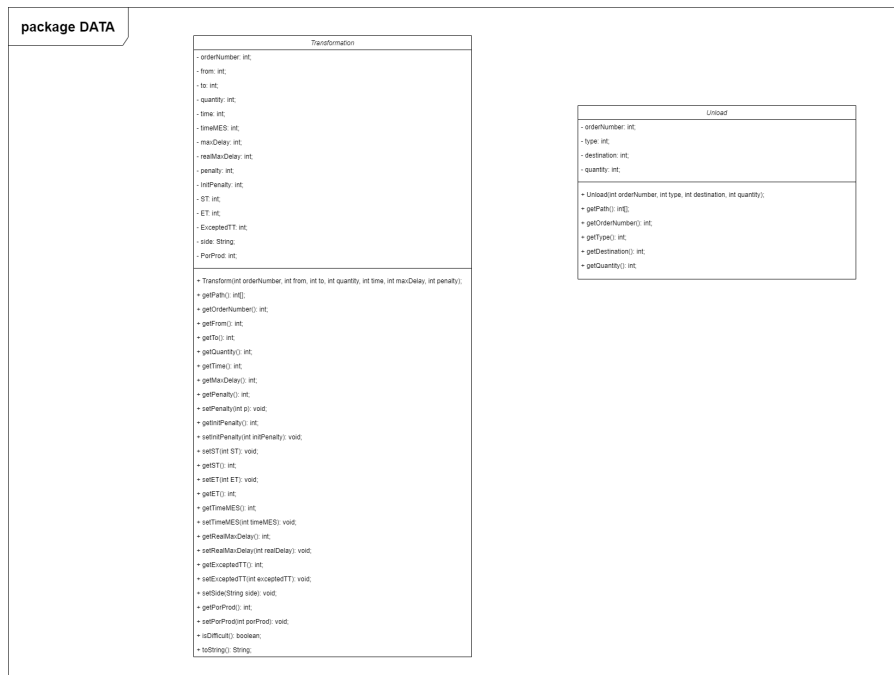 package DATA
Transformation
- orderNumber: int;
- from: int;
- to: int;
- quantity: int;
- time: int;
- timeMES: int;
- maxDelay: int;
- realMaxDelay: int;
- penalty: int;
- InitPenalty: int;
- ST: int;
- ET: int;
- ExceptedTT: int;
- side: String;
- PorProd: int;
+ Transform(int orderNumber, int from, int to, int quantity, int time, int maxDelay, int penalty);
+ getPath(): int[];
+ getOrderNumber(): int;
+ getFrom(): int;
+ getTo(): int;
+ getQuantity(): int;
+ getTime(): int;
+ getMaxDelay(): int;
+ getPenalty(): int;
+ setPenalty(int p): void;
+ getInitPenalty(): int;
+ setInitPenalty(int initPenalty): void;
+ setST(int ST): void;
+ getST(): int;
+ setET(int ET): void;
+ getET(): int;
+ getTimeMES(): int;
+ setTimeMES(int timeMES): void;
+ getRealMaxDelay(): int;
+ setRealMaxDelay(int realDelay): void;
+ getExceptedTT(): int;
+ setExceptedTT(int exceptedTT): void;
+ setSide(String side): void;
+ getPorProd(): int;
+ setPorProd(int porProd): void;
+ isDifficult(): boolean;
+ toString(): String;
Unload
- orderNumber: int;
- type: int;
- destination: int;
- quantity: int;
+ Unload(int orderNumber, int type, int destination, int quantity);
+ getPath(): int[];
+ getOrderNumber(): int;
+ getType(): int;
+ getDestination(): int;
+ getQuantity(): int;